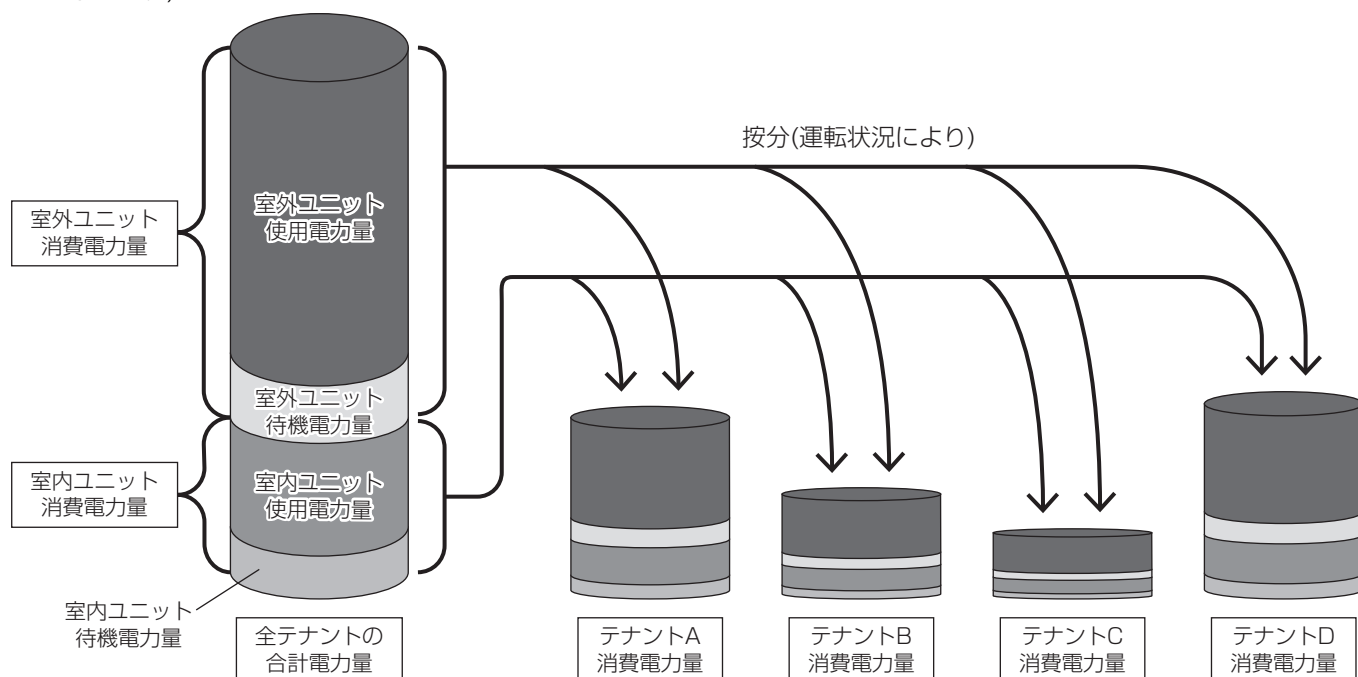 按分(運転状況により)
室外ユニット
使用電力量
室外ユニット
消費電力量
室外ユニット
待機電力量
室内ユニット
消費電力量
室内ユニット
使用電力量
室内ユニット
待機電力量
全テナントの
合計電力量
テナントA
消費電力量
テナントB
消費電力量
テナントC
消費電力量
テナントD
消費電力量